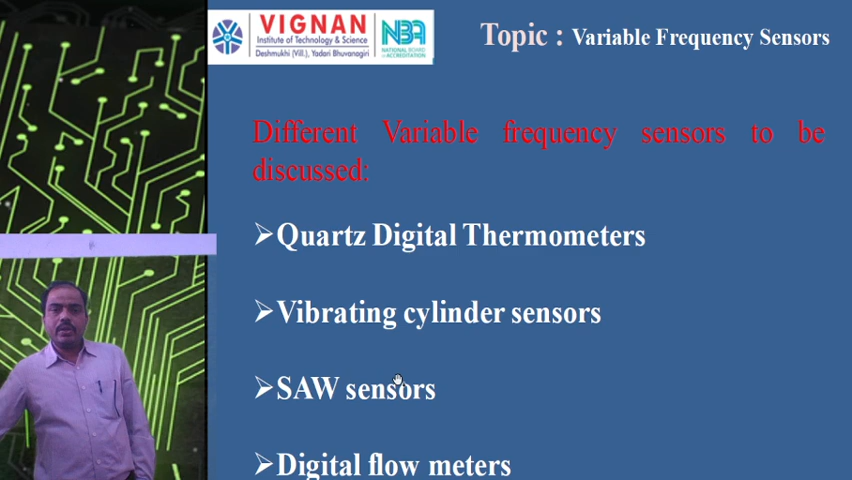 VIGNAN
Institute of Technology & Science
Deshmukhi (Vill.), Yadari Bhuvanagiri
NBA
NATIONAL BOARD
of ACCREDITATION
Topic : Variable Frequency Sensors
Different Variable frequency sensors to be
discussed:
➢Quartz Digital Thermometers
➢Vibrating cylinder sensors
➢SAW sensors
➢Digital flow meters